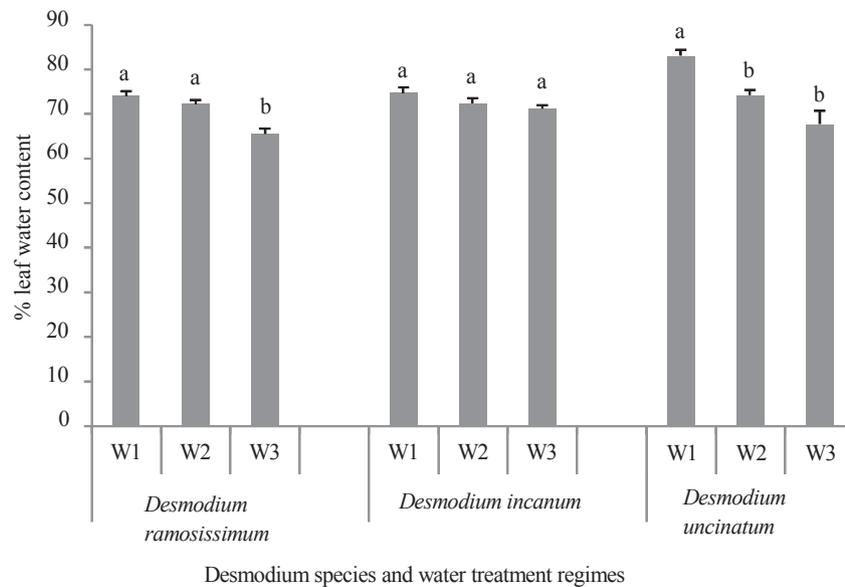 % leaf water content
90
80
70
60
50
40
30
20
10
0
a
a
b
a
a
a
a
b
b
W1
W2
W3
W1
W2
W3
W1
W2
W3
Desmodium
ramosissimum
Desmodium incanum
Desmodium
uncinatum
Desmodium species and water treatment regimes